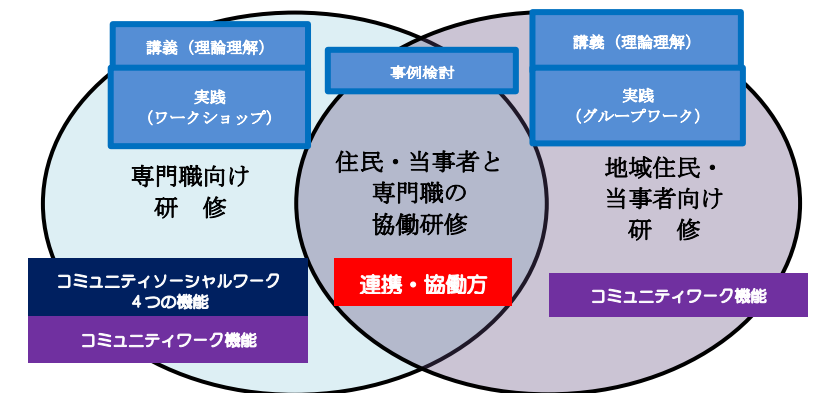 講義（理論理解）
実践
（ワークショップ）
専門職向け
研　修
コミュニティソーシャルワーク
４つの機能
コミュニティワーク機能
事例検討
住民・当事者と
専門職の
協働研修
連携・協働方
講義（理論理解）
実践
（グループワーク）
地域住民・
当事者向け
研　修
コミュニティワーク機能